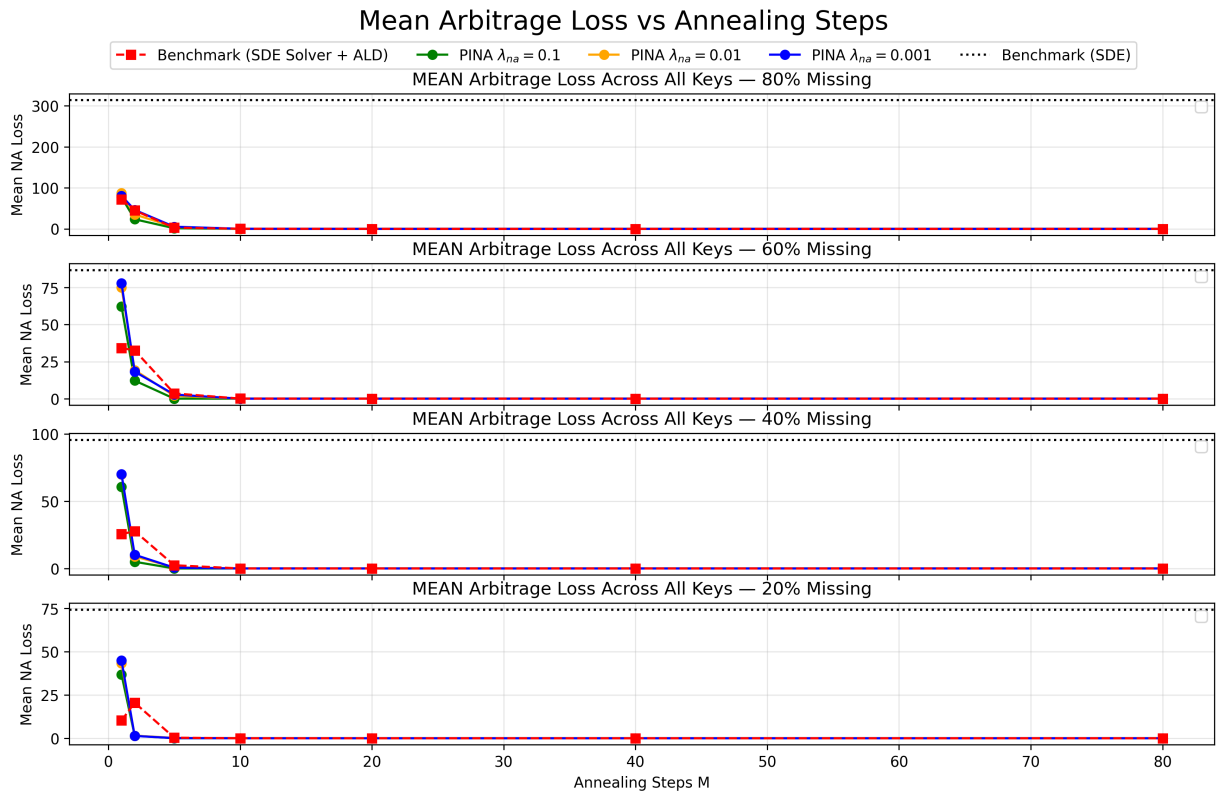 Mean Arbitrage Loss vs Annealing Steps
Benchmark (SDE Solver + ALD) PINA λna = 0.1 PINA λna = 0.01 PINA λna = 0.001 Benchmark (SDE)
MEAN Arbitrage Loss Across All Keys — 80% Missing
300
200
100
0
Mean NA Loss
MEAN Arbitrage Loss Across All Keys — 60% Missing
75
50
25
0
Mean NA Loss
MEAN Arbitrage Loss Across All Keys — 40% Missing
100
50
0
Mean NA Loss
MEAN Arbitrage Loss Across All Keys — 20% Missing
75
50
25
0
Mean NA Loss
0 10 20 30 40 50 60 70 80
Annealing Steps M